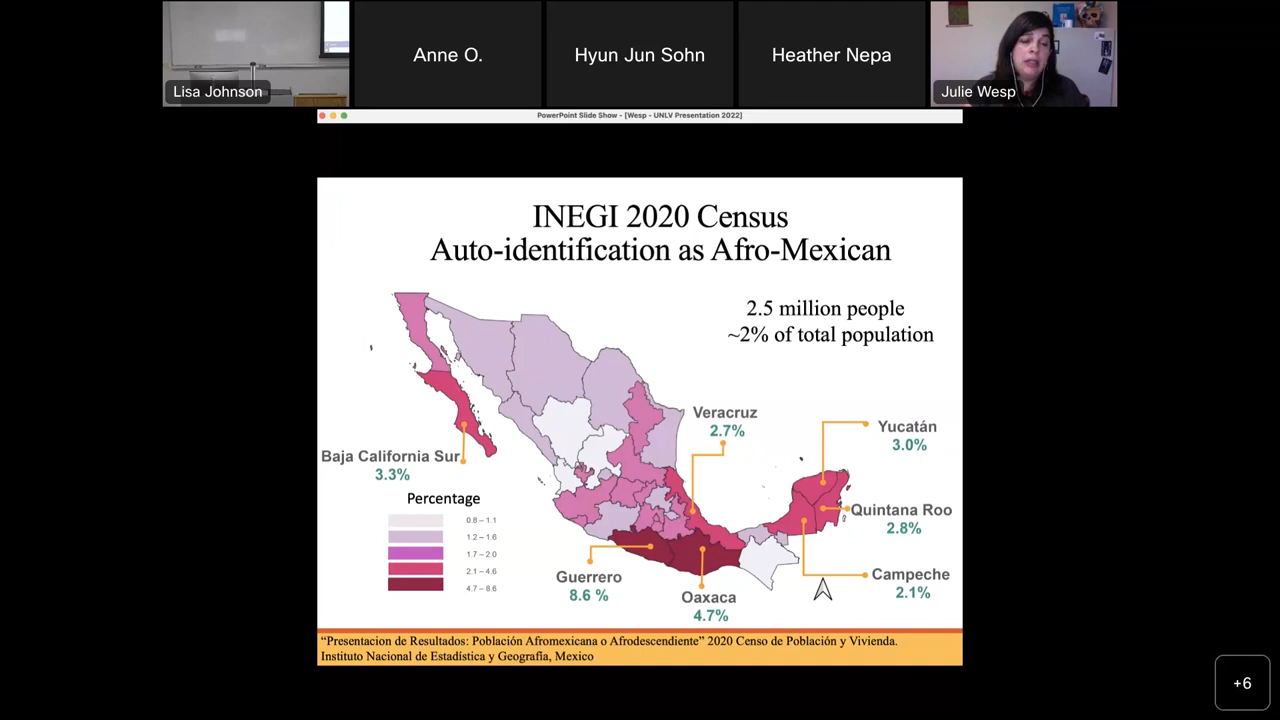 Lisa Johnson
Anne O.
Hyun Jun Sohn
Heather Nepa
Julie Wesp
PowerPoint Slide Show - [Wesp - UNLV Presentation 2022]
INEGI 2020 Census
Auto-identification as Afro-Mexican
2.5 million people
~2% of total population
Veracruz
2.7%
Yucatán
3.0%
Baja California Sur
3.3%
Percentage
0.8 – 1.1
1.2 – 1.6
1.7 – 2.0
2.1 – 4.6
4.7 – 8.6
Quintana Roo
2.8%
Guerrero
8.6 %
Oaxaca
4.7%
Campeche
2.1%
“Presentacion de Resultados: Población Afromexicana o Afrodescendiente” 2020 Censo de Población y Vivienda.
Instituto Nacional de Estadística y Geografía, Mexico
+6